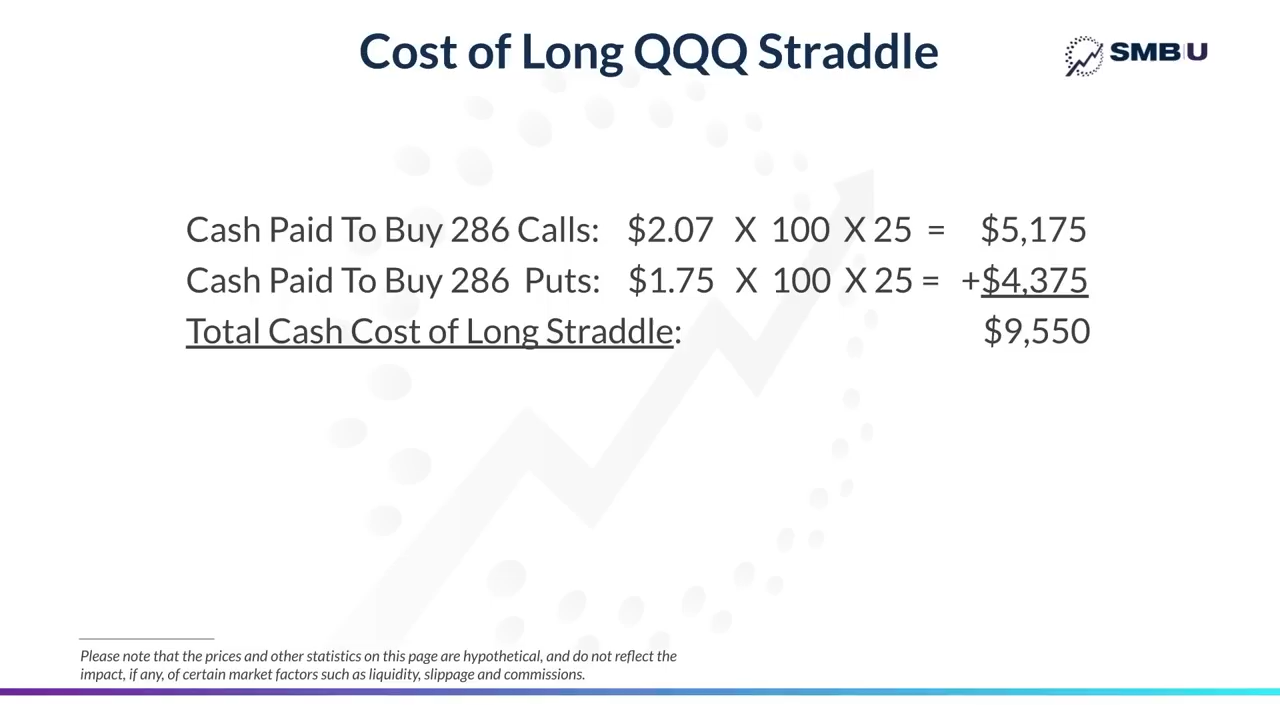 Cost of Long QQQ Straddle
SMB U
Cash Paid To Buy 286 Calls: $2.07 X 100 X 25 = $5,175
Cash Paid To Buy 286 Puts: $1.75 X 100 X 25 = +$4,375
Total Cash Cost of Long Straddle: $9,550
Please note that the prices and other statistics on this page are hypothetical, and do not reflect the
impact, if any, of certain market factors such as liquidity, slippage and commissions.